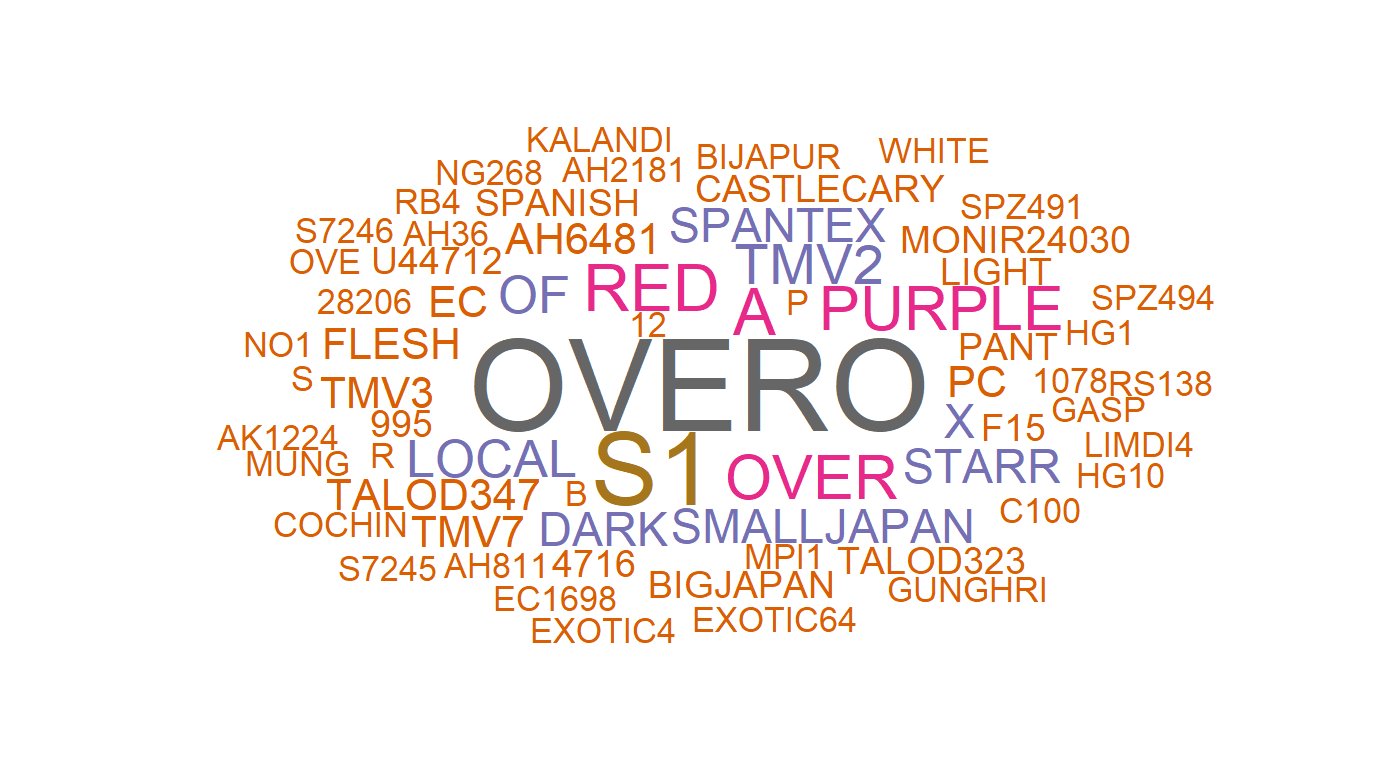 KALANDI
BIJAPUR
WHITE
NG268
AH2181
CASTLECARY
RB4
SPANISH
SPZ491
S7246
AH36
AH6481
SPANTEX
MONIR24030
OVE
U44712
TMV2
LIGHT
28206
EC
OF
RED
A
P
PURPLE
SPZ494
12
NO1
FLESH
PANT
HG1
S
TMV3
OVERO
PC
1078
RS138
995
X
F15
GASP
AK1224
LIMDI4
MUNG
R
LOCAL
S1
OVER
STARR
HG10
TALOD347
B
C100
COCHIN
TMV7
DARK
SMALLJAPAN
S7245
AH811
4716
MPI1
TALOD323
EC1698
BIGJAPAN
GUNGHRI
EXOTIC4
EXOTIC64